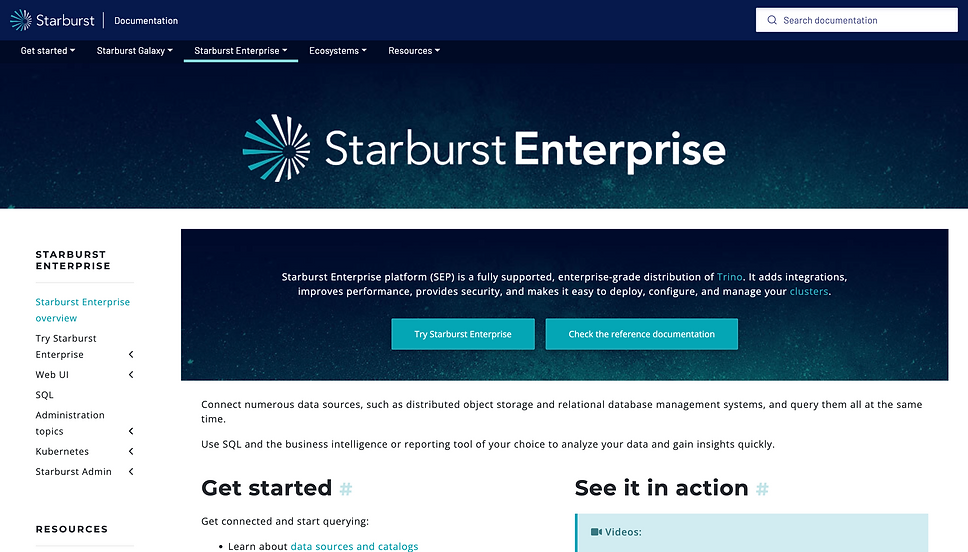 Starburst | Documentation
Search documentation
Get started
Starburst Galaxy
Starburst Enterprise
Ecosystems
Resources
Starburst Enterprise
STARBURST
ENTERPRISE
Starburst Enterprise
overview
Try Starburst
Enterprise
Web UI
SQL
Administration
topics
Kubernetes
Starburst Admin
RESOURCES
Starburst Enterprise platform (SEP) is a fully supported, enterprise-grade distribution of Trino. It adds integrations,
improves performance, provides security, and makes it easy to deploy, configure, and manage your clusters.
Try Starburst Enterprise
Check the reference documentation
Connect numerous data sources, such as distributed object storage and relational database management systems, and query them all at the same
time.
Use SQL and the business intelligence or reporting tool of your choice to analyze your data and gain insights quickly.
Get started #
Get connected and start querying:
• Learn about data sources and catalogs
See it in action #
Videos: